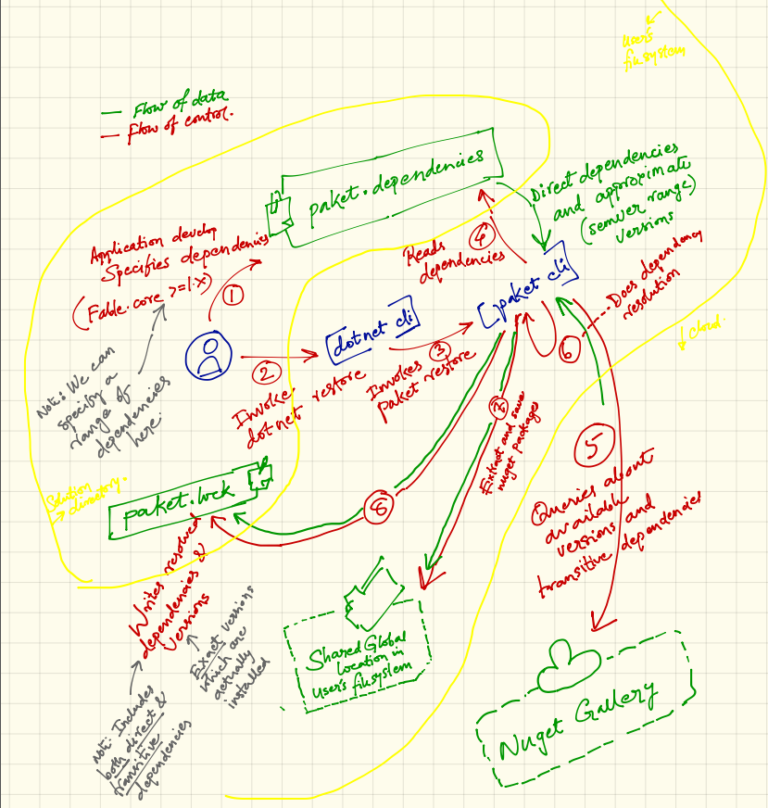 User's
filesystem
— Flow of data
— Flow of control.
paket.dependencies
Direct dependencies
and approximate
(semver range)
versions
Application develop
Specifies dependencies
(Fable.core >=1.x)
1
4
Reads
dependencies
paket cli
Does dependency
resolution
6
↓ cloud.
dotnet cli
3
Invokes
paket restore
2
Invoke
dotnet restore
Note: We can
specify a
range of
dependencies
here.
7
Extract and save
nuget packages
5
Queries about
available
versions and
transitive dependencies
Solution
→ directory.
paket.lock
8
Writes resolved
dependencies &
versions
Exact versions
which are
actually
installed
Not: Includes
both direct &
transitive
dependencies
Shared Global
location in
user's filsystem
Nuget Gallery